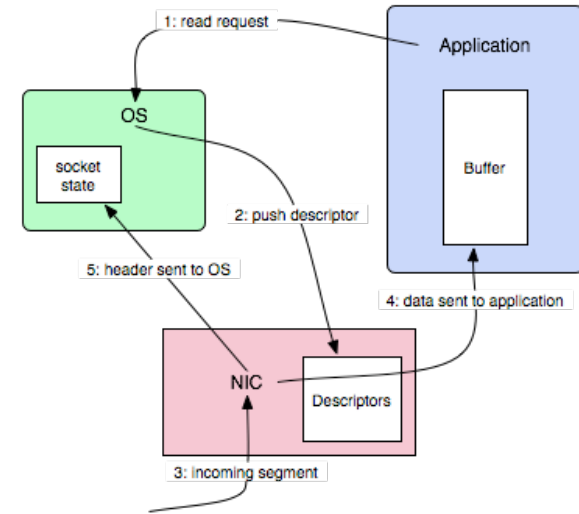 1: read request
Application
OS
socket
state
Buffer
2: push descriptor
5: header sent to OS
4: data sent to application
NIC
Descriptors
3: incoming segment